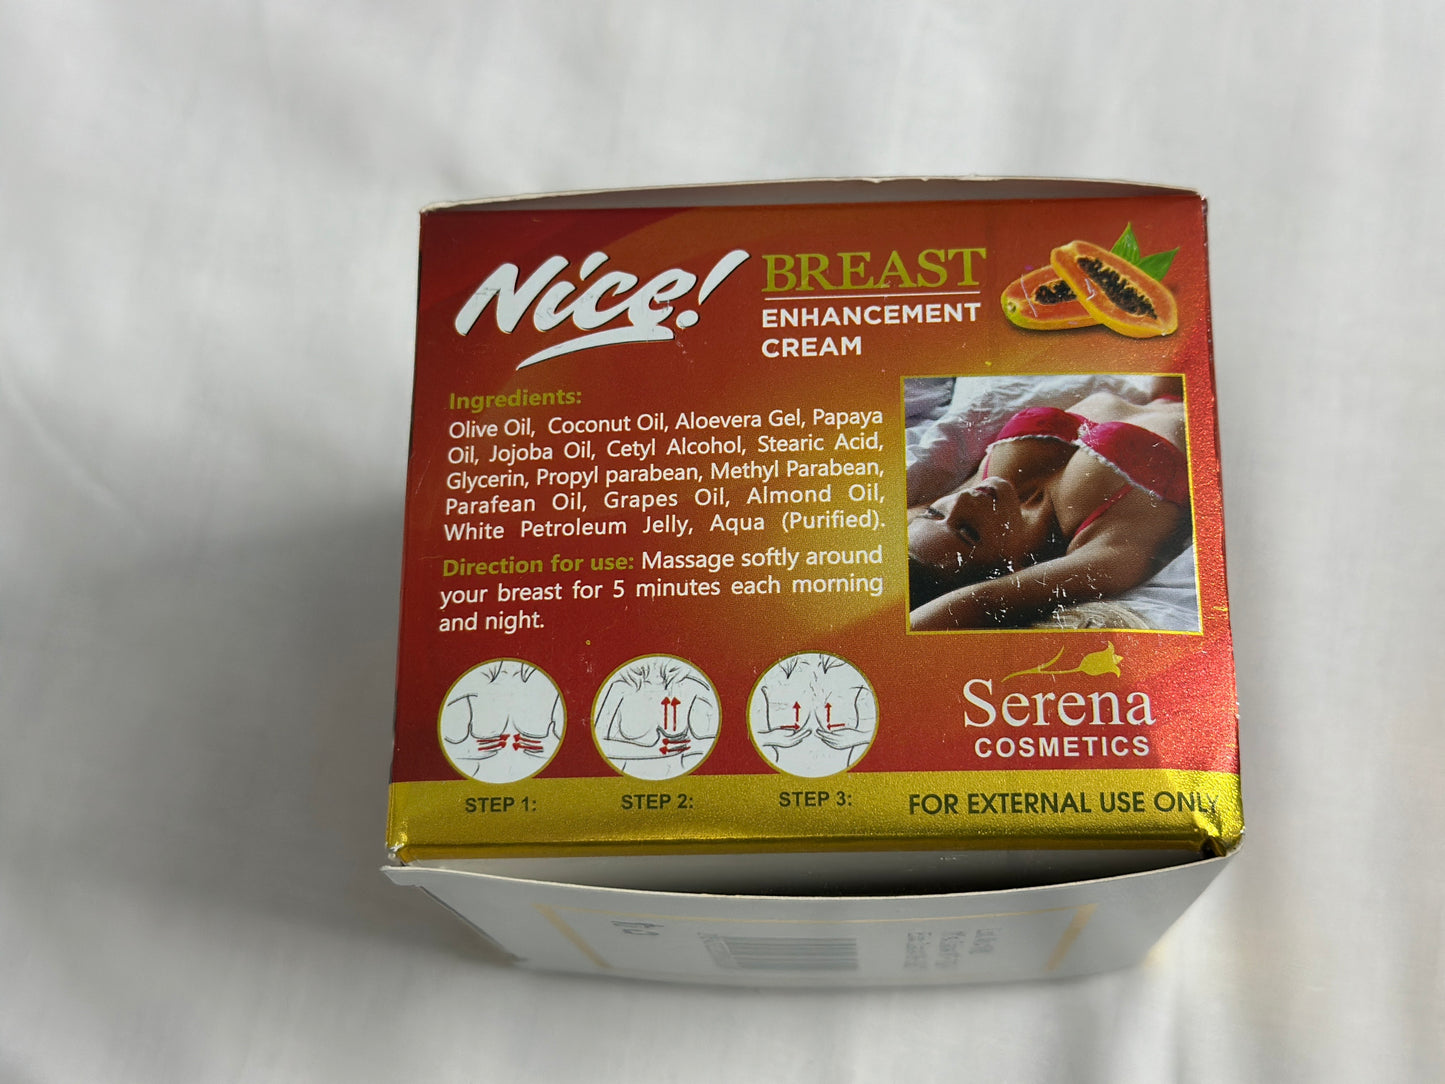 Nice! BREAST
ENHANCEMENT
CREAM
Ingredients:
Olive Oil, Coconut Oil, Aloevera Gel, Papaya
Oil, Jojoba Oil, Cetyl Alcohol, Stearic Acid,
Glycerin, Propyl parabean, Methyl Parabean,
Parafean Oil, Grapes Oil, Almond Oil,
White Petroleum Jelly, Aqua (Purified).
Direction for use: Massage softly around
your breast for 5 minutes each morning
and night.
Serena
COSMETICS
STEP 1:
STEP 2:
STEP 3:
FOR EXTERNAL USE ONLY